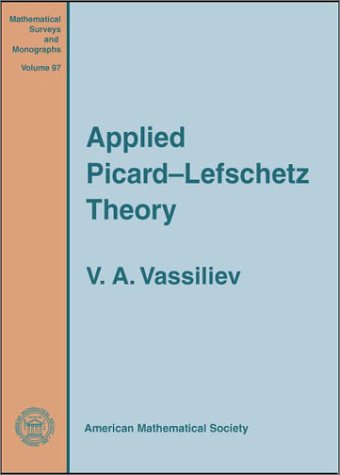 Mathematical
Surveys
and
Monographs
Volume 97
Applied
Picard–Lefschetz
Theory
V. A. Vassiliev
American Mathematical Society